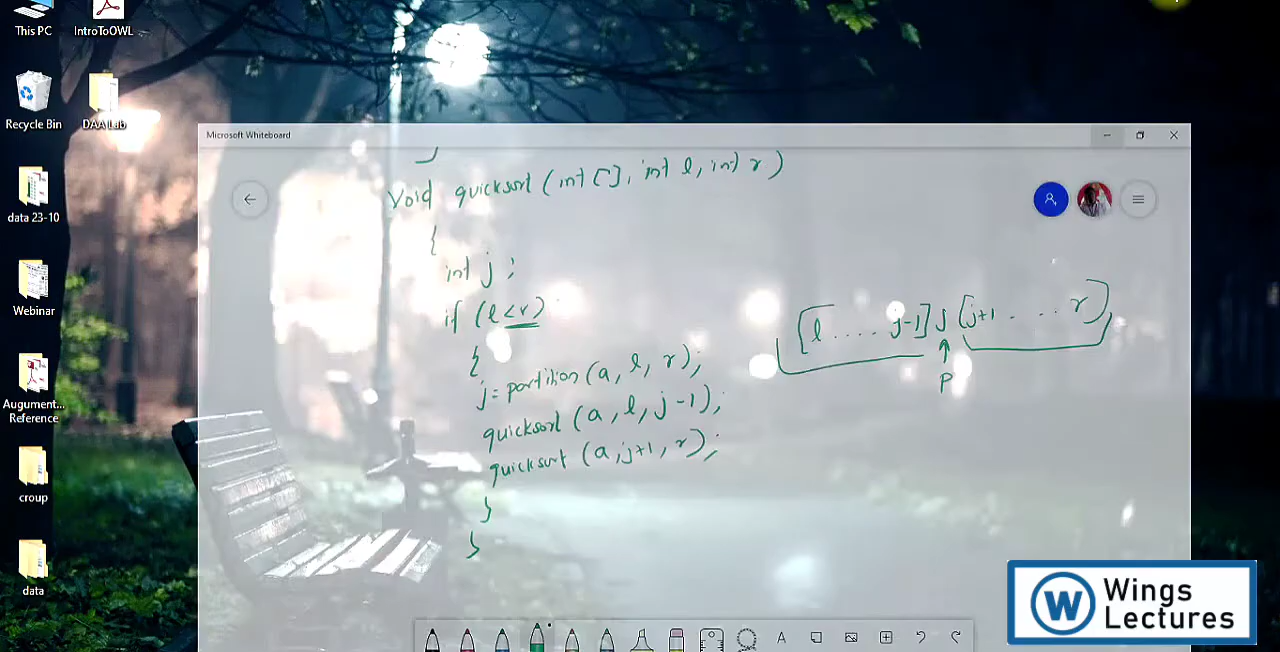 This PC
IntroToOWL
Recycle Bin
DAA Lab
data 23-10
Webinar
Augument...
Reference
croup
data
Microsoft Whiteboard
}
Void quicksort (int [], int l, int r)
{
int j ;
if (l<r)
{
j= partition (a, l, r);
quicksort (a, l, j-1);
quicksort (a, j+1, r);
}
}
[l .... j-1] j [j+1 . .. r]
P
A
W
Wings
Lectures